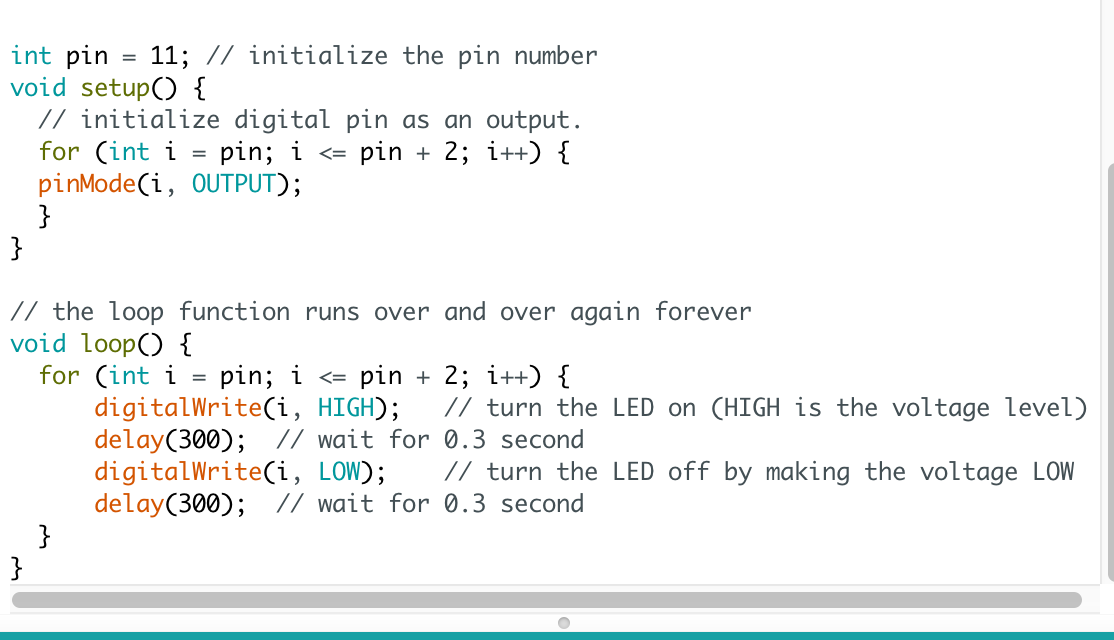 int pin = 11; // initialize the pin number
void setup() {
  // initialize digital pin as an output.
  for (int i = pin; i <= pin + 2; i++) {
  pinMode(i, OUTPUT);
  }
}

// the loop function runs over and over again forever
void loop() {
  for (int i = pin; i <= pin + 2; i++) {
      digitalWrite(i, HIGH);   // turn the LED on (HIGH is the voltage level)
      delay(300);  // wait for 0.3 second
      digitalWrite(i, LOW);    // turn the LED off by making the voltage LOW
      delay(300);  // wait for 0.3 second
  }
}